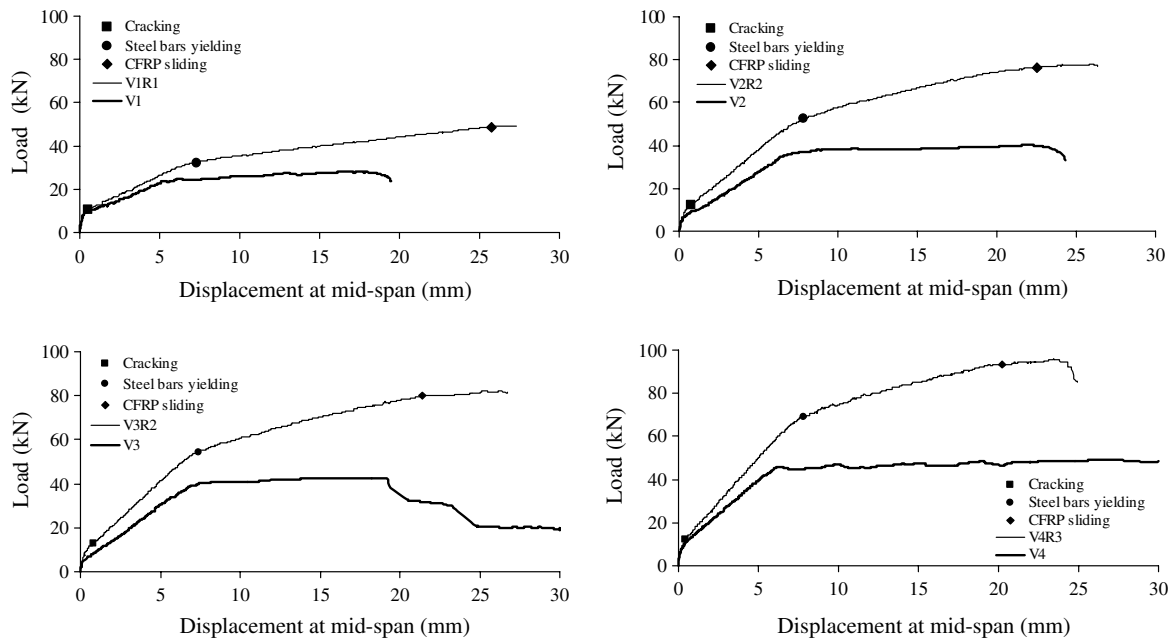 100
80
60
40
20
0
Load (kN)
Cracking
Steel bars yielding
CFRP sliding
V1R1
V1
0 5 10 15 20 25 30
Displacement at mid-span (mm)
100
80
60
40
20
0
Load (kN)
Cracking
Steel bars yielding
CFRP sliding
V2R2
V2
0 5 10 15 20 25 30
Displacement at mid-span (mm)
100
80
60
40
20
0
Load (kN)
Cracking
Steel bars yielding
CFRP sliding
V3R2
V3
0 5 10 15 20 25 30
Displacement at mid-span (mm)
100
80
60
40
20
0
Load (kN)
Cracking
Steel bars yielding
CFRP sliding
V4R3
V4
0 5 10 15 20 25 30
Displacement at mid-span (mm)